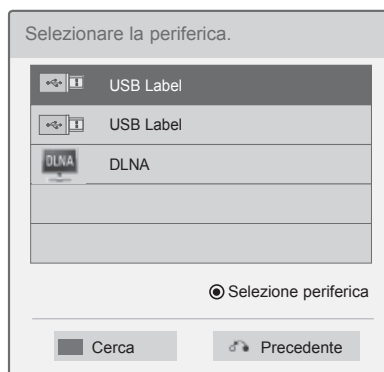 Selezionare la periferica.
USB Label
USB Label
DLNA DLNA
Selezione periferica
Cerca Precedente